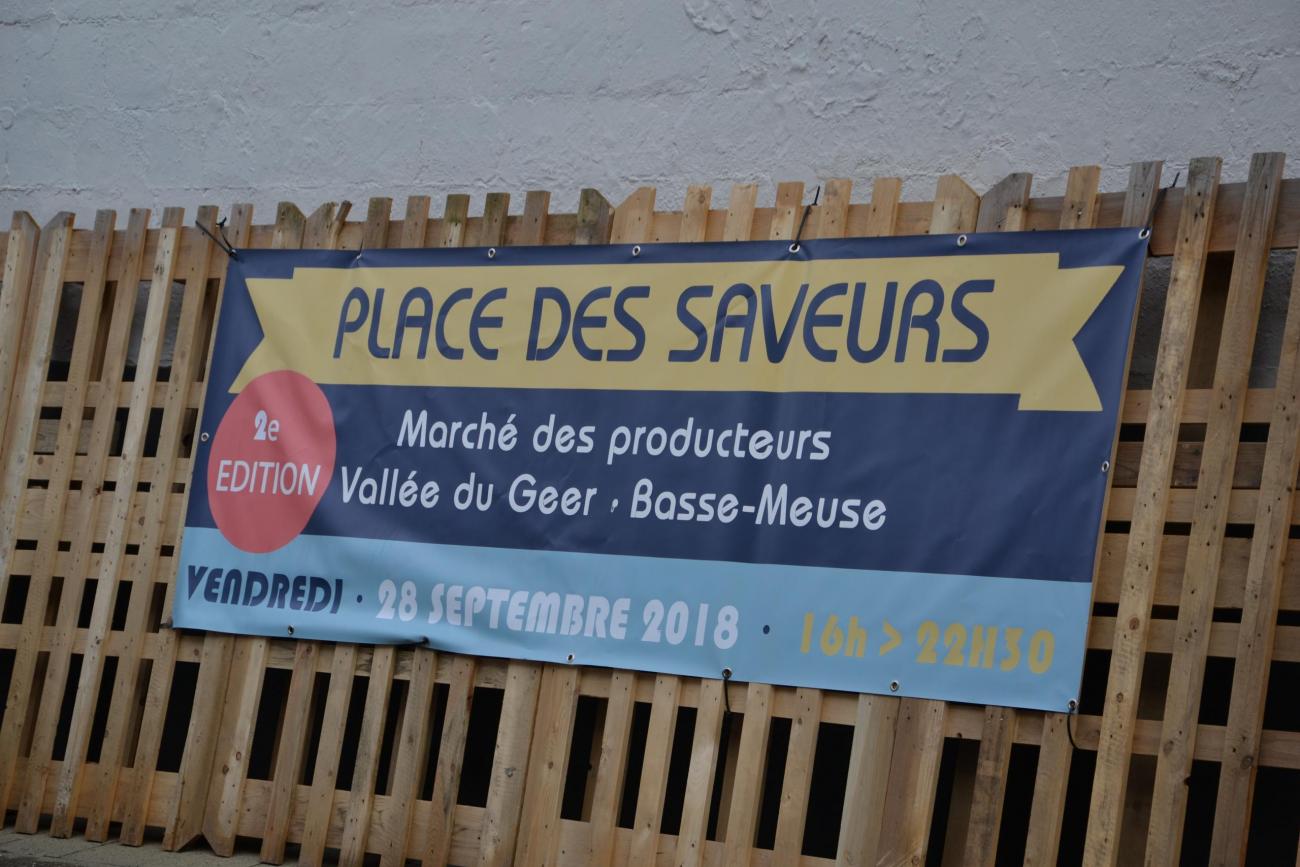 PLACE DES SAVEURS
2e
EDITION
Marché des producteurs
Vallée du Geer · Basse-Meuse
VENDREDI · 28 SEPTEMBRE 2018 · 16h > 22H30